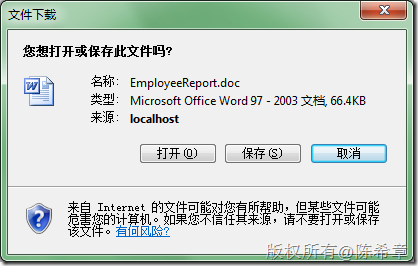 文件下载
您想打开或保存此文件吗?
名称: EmployeeReport.doc
类型: Microsoft Office Word 97 - 2003 文档, 66.4KB
来源: localhost
打开(O) 保存(S) 取消
来自 Internet 的文件可能对您有所帮助，但某些文件可能
危害您的计算机。如果您不信任其来源，请不要打开或保存
该文件。有何风险?
版权所有@陈希章